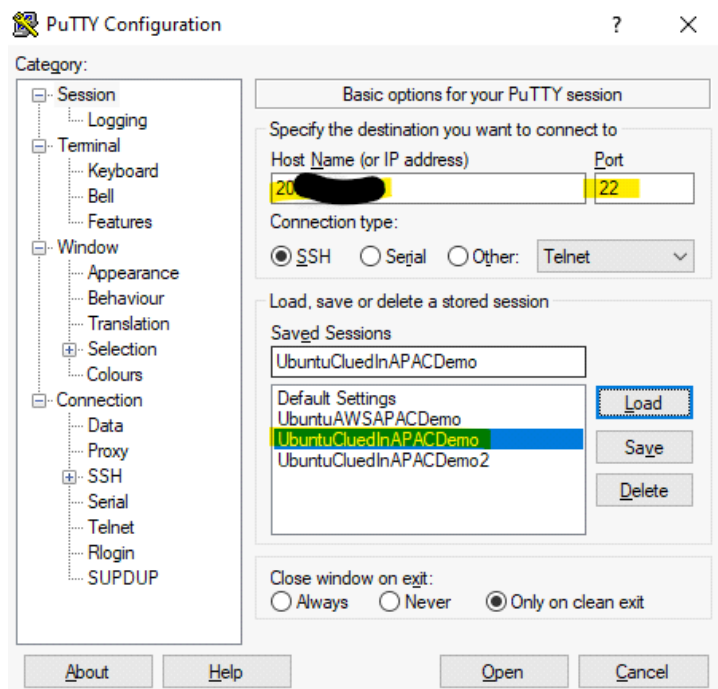 PuTTY Configuration
?
Category:
Session
Logging
Terminal
Keyboard
Bell
Features
Window
Appearance
Behaviour
Translation
Selection
Colours
Connection
Data
Proxy
SSH
Serial
Telnet
Rlogin
SUPDUP
Basic options for your PuTTY session
Specify the destination you want to connect to
Host Name (or IP address) Port
20 22
Connection type:
SSH Serial Other: Telnet
Load, save or delete a stored session
Saved Sessions
UbuntuCluedInAPACDemo
Default Settings
UbuntuAWSAPACDemo
UbuntuCluedInAPACDemo
UbuntuCluedInAPACDemo2
Load
Save
Delete
Close window on exit:
Always Never Only on clean exit
About Help Open Cancel